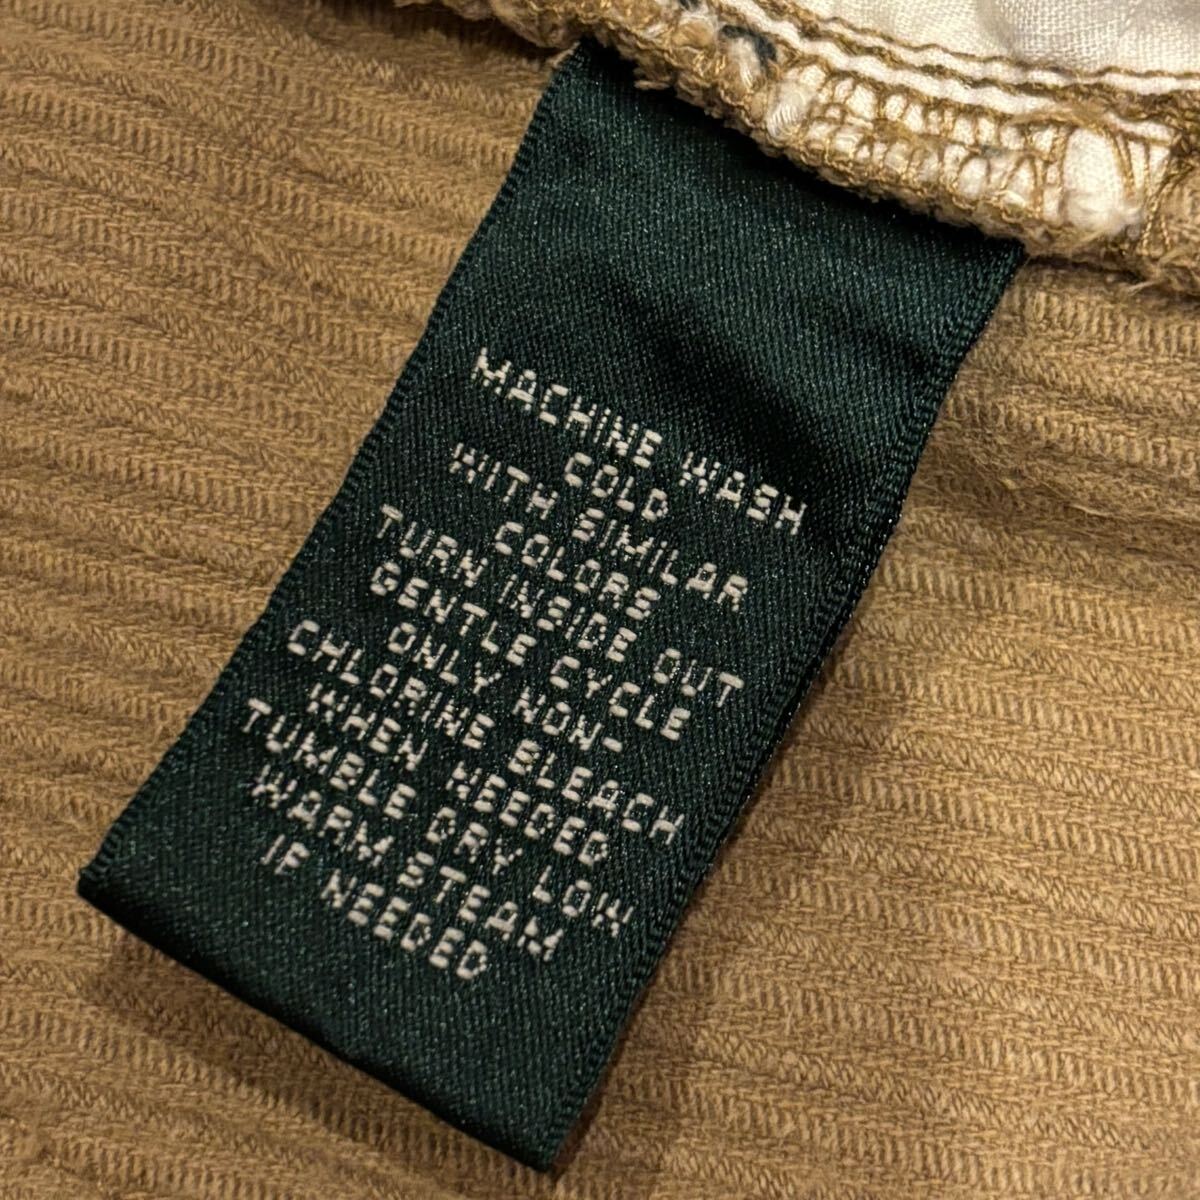 MACHINE WASH
COLD
WITH SIMILAR
COLORS
TURN INSIDE OUT
GENTLE CYCLE
ONLY NON-
CHLORINE BLEACH
WHEN NEEDED
TUMBLE DRY LOW
WARM STEAM
IF NEEDED